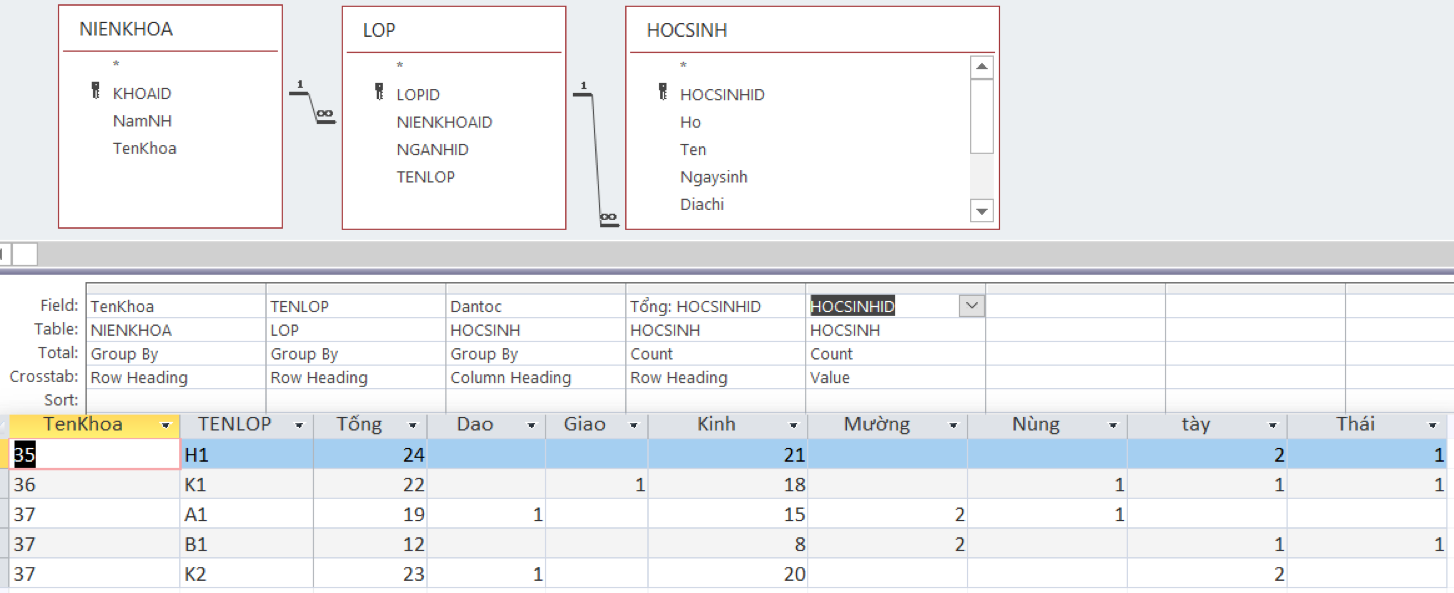 NIENKHOA
*
KHOAID
NamNH
TenKhoa
1
∞
LOP
*
LOPID
NIENKHOAID
NGANHID
TENLOP
1
∞
HOCSINH
*
HOCSINHID
Ho
Ten
Ngaysinh
Diachi
Field: TenKhoa TENLOP Dantoc Tổng: HOCSINHID HOCSINHID
Table: NIENKHOA LOP HOCSINH HOCSINH HOCSINH
Total: Group By Group By Group By Count Count
Crosstab: Row Heading Row Heading Column Heading Row Heading Value
Sort:
TenKhoa TENLOP Tổng Dao Giao Kinh Mường Nùng tày Thái
35 H1 24 21 2 1
36 K1 22 1 18 1 1 1
37 A1 19 1 15 2 1
37 B1 12 8 2 1 1
37 K2 23 1 20 2